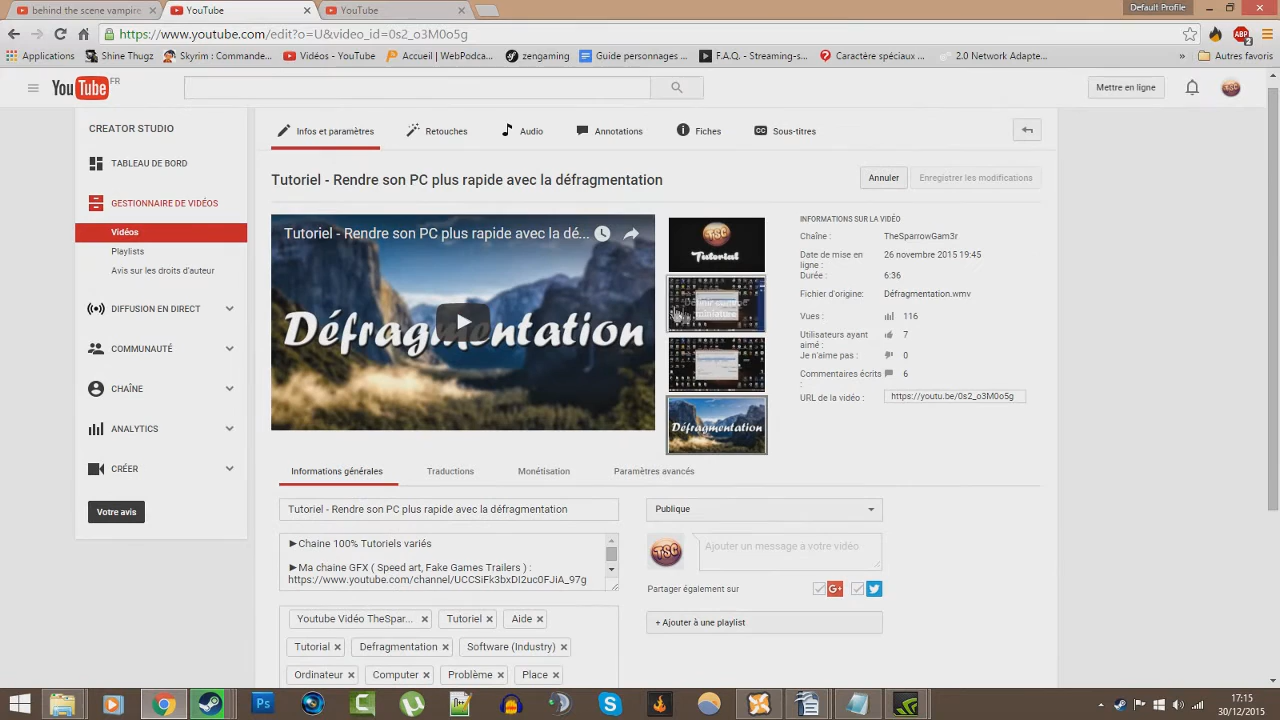 behind the scene vampire
YouTube
YouTube
Default Profile
https://www.youtube.com/edit?o=U&video_id=0s2_o3M0o5g
Applications
Shine Thugz
Skyrim : Commande...
YouTube
Vidéos - YouTube
Accueil | WebPodca...
zengaming
Guide personnages ...
F.A.Q. - Streaming-s...
Caractère spéciaux ...
2.0 Network Adapte...
»
Autres favoris
YouTube FR
Mettre en ligne
CREATOR STUDIO
TABLEAU DE BORD
GESTIONNAIRE DE VIDÉOS
Vidéos
Playlists
Avis sur les droits d'auteur
DIFFUSION EN DIRECT
COMMUNAUTÉ
CHAÎNE
ANALYTICS
CRÉER
Votre avis
Infos et paramètres
Retouches
Audio
Annotations
Fiches
Sous-titres
Tutoriel - Rendre son PC plus rapide avec la défragmentation
Annuler
Enregistrer les modifications
Tutoriel - Rendre son PC plus rapide avec la dé...
Défragmentation
TSC
Tutorial
Définir comme
miniature
Défragmentation
INFORMATIONS SUR LA VIDÉO
Chaîne : TheSparrowGam3r
Date de mise en
ligne : 26 novembre 2015 19:45
Durée : 6:36
Fichier d'origine: Défragmentation.wmv
Vues : 116
Utilisateurs ayant
aimé : 7
Je n'aime pas : 0
Commentaires écrits
: 6
URL de la vidéo : https://youtu.be/0s2_o3M0o5g
Informations générales
Traductions
Monétisation
Paramètres avancés
Tutoriel - Rendre son PC plus rapide avec la défragmentation
►Chaine 100% Tutoriels variés
►Ma chaine GFX ( Speed art, Fake Games Trailers ) :
https://www.youtube.com/channel/UCCSiFk3bxDI2uc0FJiA_97g
Youtube Vidéo TheSpar... ×
Tutoriel ×
Aide ×
Tutorial ×
Defragmentation ×
Software (Industry) ×
Ordinateur ×
Computer ×
Problème ×
Place ×
Publique
TSC
Ajouter un message a votre vidéo
Partager également sur
+ Ajouter à une playlist
17:15
30/12/2015